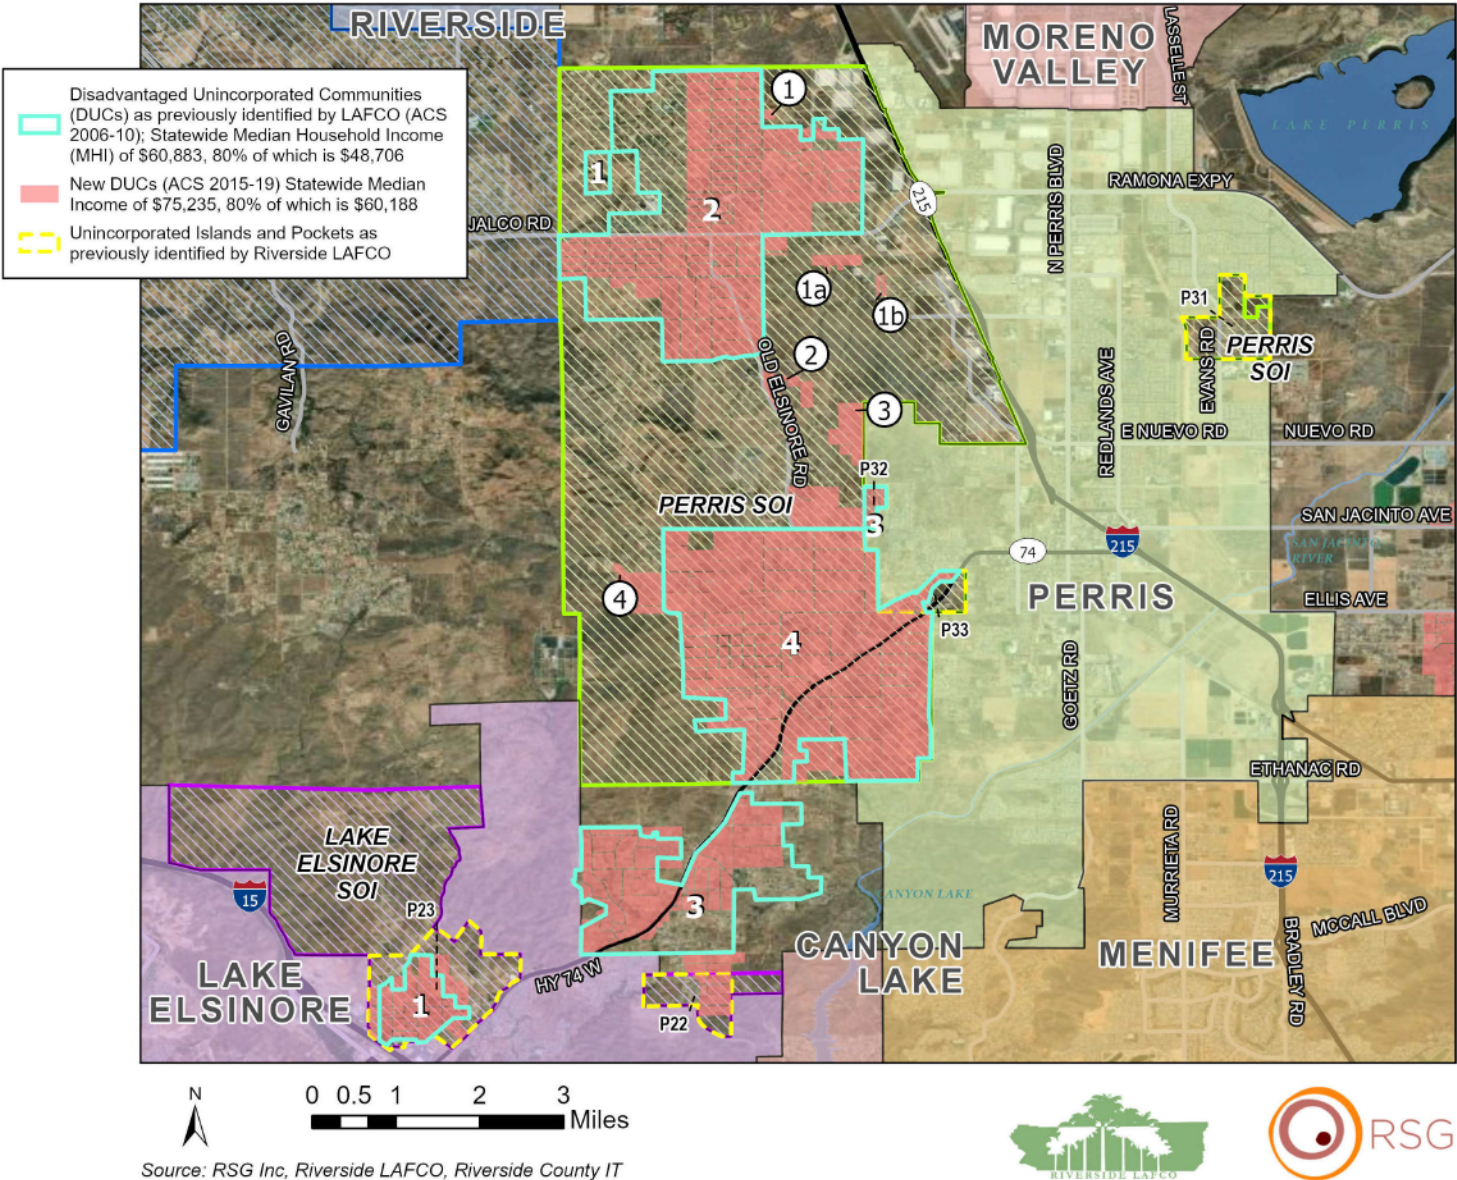 RIVERSIDE
MORENO
VALLEY
LASSELLE ST
Disadvantaged Unincorporated Communities
(DUCs) as previously identified by LAFCO (ACS
2006-10); Statewide Median Household Income
(MHI) of $60,883, 80% of which is $48,706
New DUCs (ACS 2015-19) Statewide Median
Income of $75,235, 80% of which is $60,188
Unincorporated Islands and Pockets as
previously identified by Riverside LAFCO
1
LAKE PERRIS
N PERRIS BLVD
1
RAMONA EXPY
215
2
JALCO RD
1a
1b
P31
PERRIS
SOI
EVANS RD
GAVILAN RD
OLD ELSINORE RD
2
REDLANDS AVE
3
E NUEVO RD
NUEVO RD
P32
PERRIS SOI
3
SAN JACINTO AVE
215
SAN JACINTO
RIVER
74
4
PERRIS
ELLIS AVE
P33
4
GOETZ RD
ETHANAC RD
LAKE
ELSINORE
SOI
MURRIETA RD
215
15
P23
3
CANYON LAKE
MCCALL BLVD
BRADLEY RD
CANYON
LAKE
MENIFEE
LAKE
ELSINORE
HY 74 W
1
P22
N
0 0.5 1 2 3
Miles
Source: RSG Inc, Riverside LAFCO, Riverside County IT
RIVERSIDE LAFCO
RSG